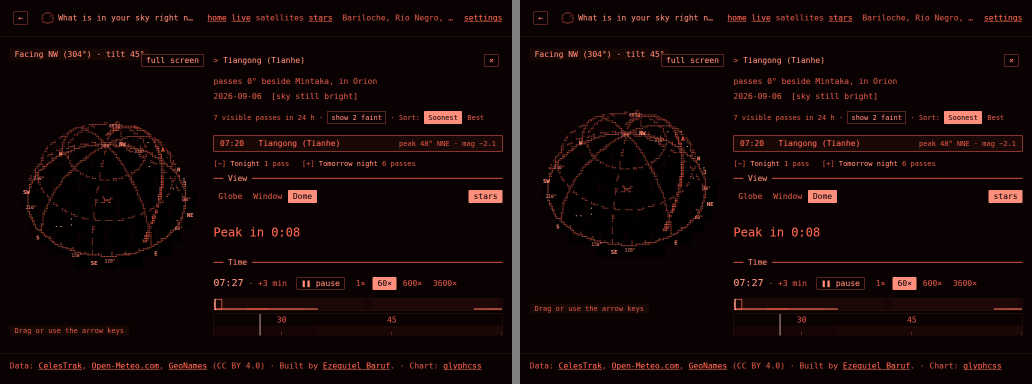 ← What is in your sky right n… home live satellites stars Bariloche, Rio Negro, … settings
Facing NW (304°) · tilt 45°
full screen
> Tiangong (Tianhe) ×
passes 0° beside Mintaka, in Orion
2026-09-06 [sky still bright]
7 visible passes in 24 h · show 2 faint · Sort: Soonest Best
07:20 Tiangong (Tianhe) peak 48° NNE · mag −2.1
[−] Tonight 1 pass [+] Tomorrow night 6 passes
View
Globe Window Dome stars
Peak in 0:08
Time
07:27 · +3 min ❚❚ pause 1× 60× 600× 3600×
30 45
SW
S
SE
E
NE
Drag or use the arrow keys
Data: CelesTrak, Open-Meteo.com, GeoNames (CC BY 4.0) · Built by Ezequiel Baruf. · Chart: glyphcss
← What is in your sky right n… home live satellites stars Bariloche, Rio Negro, … settings
Facing NW (304°) · tilt 45°
full screen
> Tiangong (Tianhe) ×
passes 0° beside Mintaka, in Orion
2026-09-06 [sky still bright]
7 visible passes in 24 h · show 2 faint · Sort: Soonest Best
07:20 Tiangong (Tianhe) peak 48° NNE · mag −2.1
[−] Tonight 1 pass [+] Tomorrow night 6 passes
View
Globe Window Dome stars
Peak in 0:08
Time
07:27 · +3 min ❚❚ pause 1× 60× 600× 3600×
30 45
SW
S
SE
E
NE
Drag or use the arrow keys
Data: CelesTrak, Open-Meteo.com, GeoNames (CC BY 4.0) · Built by Ezequiel Baruf. · Chart: glyphcss